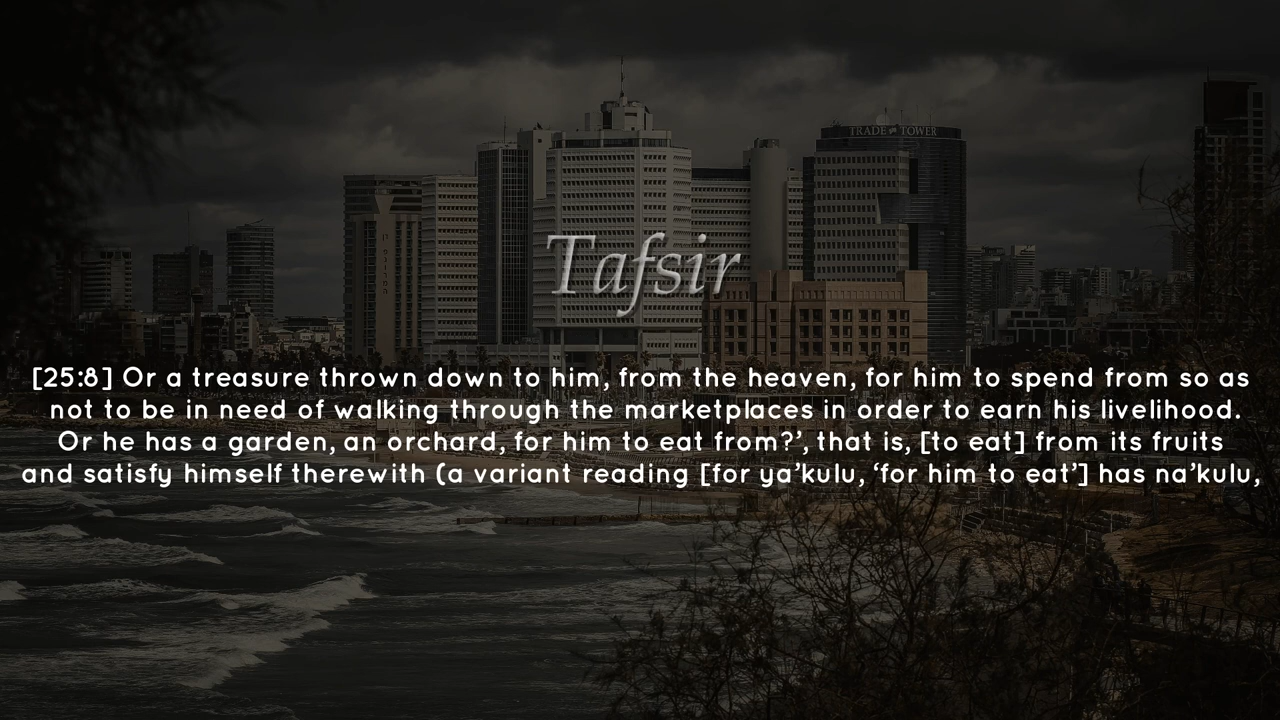 TRADE TOWER
Tafsir
[25:8] Or a treasure thrown down to him, from the heaven, for him to spend from so as
not to be in need of walking through the marketplaces in order to earn his livelihood.
Or he has a garden, an orchard, for him to eat from?’, that is, [to eat] from its fruits
and satisfy himself therewith (a variant reading [for ya’kulu, ‘for him to eat’] has na’kulu,